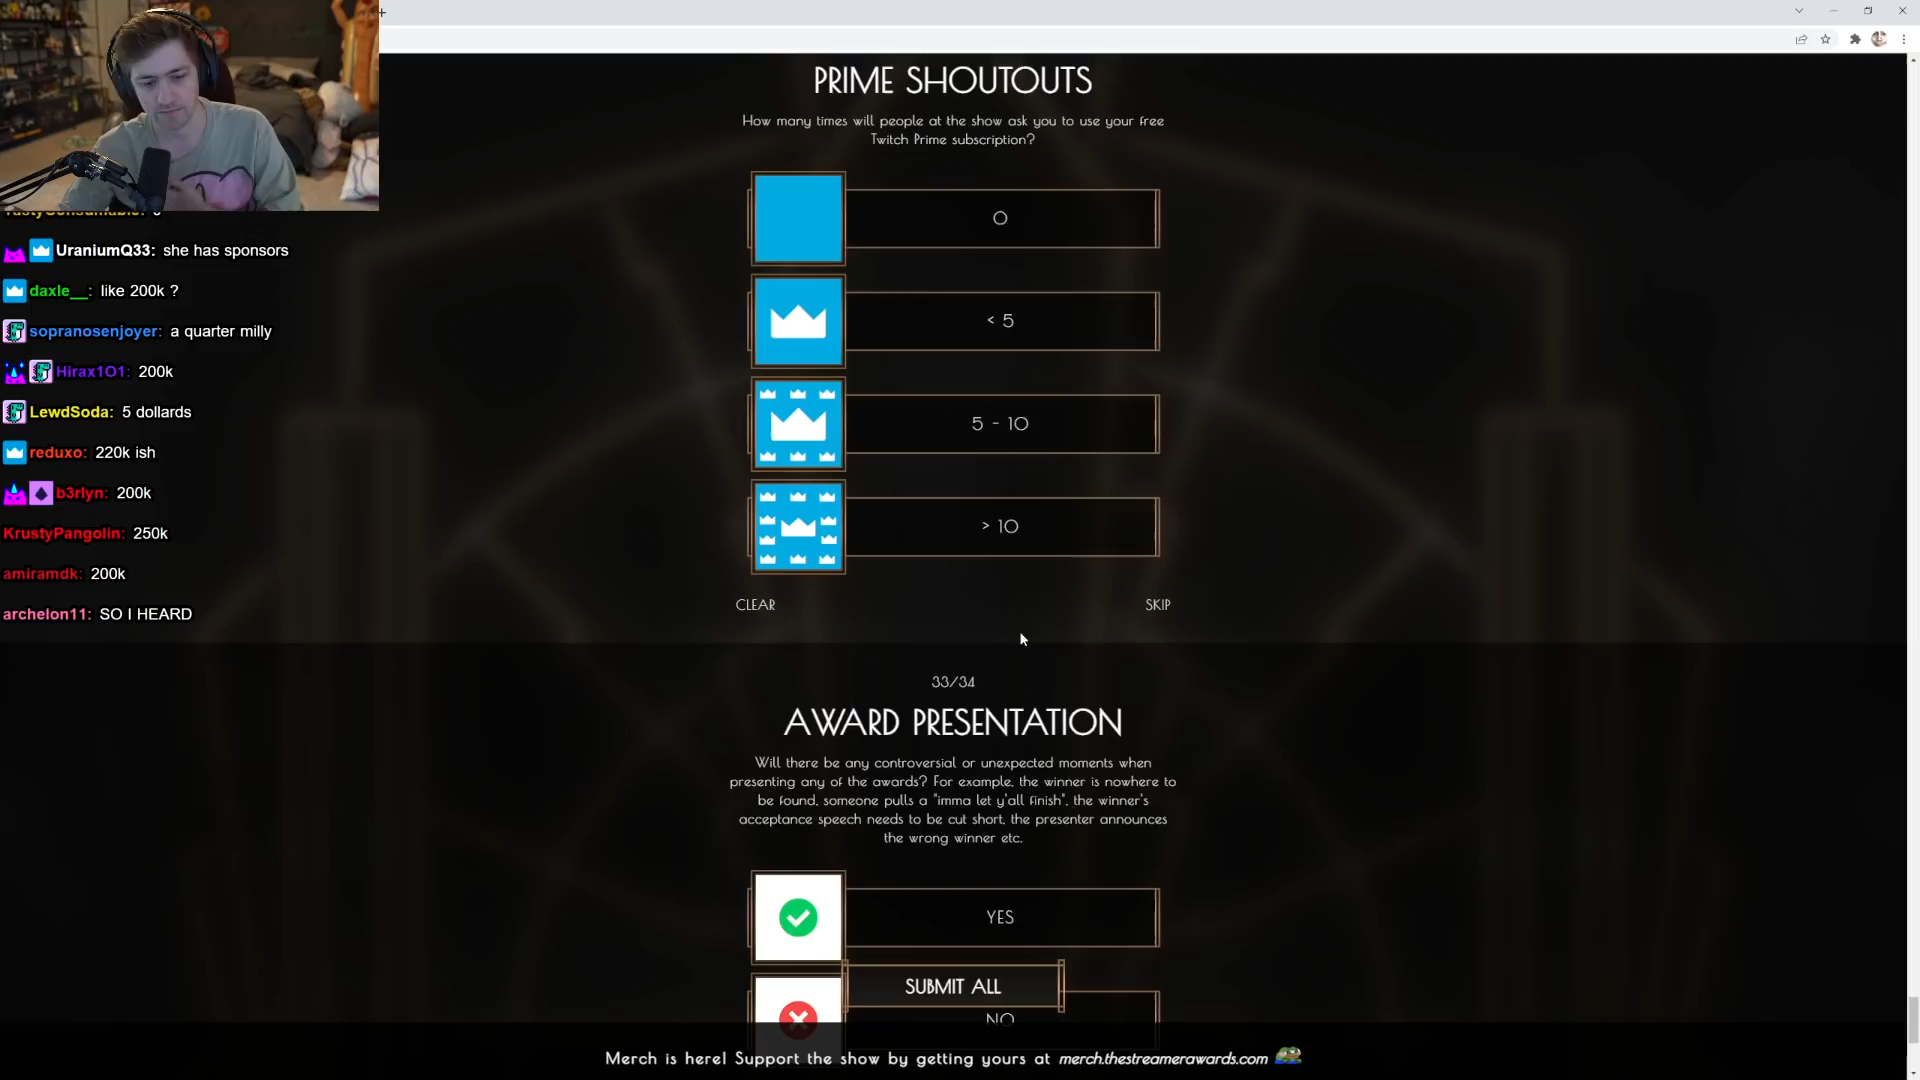 PRIME SHOUTOUTS
How many times will people at the show ask you to use your free
Twitch Prime subscription?
0
< 5
5 - 10
> 10
CLEAR
SKIP
UraniumQ33: she has sponsors
daxle__: like 200k ?
sopranosenjoyer: a quarter milly
Hirax1O1: 200k
LewdSoda: 5 dollards
reduxo: 220k ish
b3rlyn: 200k
KrustyPangolin: 250k
amiramdk: 200k
archelon11: SO I HEARD
33/34
AWARD PRESENTATION
Will there be any controversial or unexpected moments when
presenting any of the awards? For example, the winner is nowhere to
be found, someone pulls a "imma let y'all finish", the winner's
acceptance speech needs to be cut short, the presenter announces
the wrong winner etc.
YES
SUBMIT ALL
NO
Merch is here! Support the show by getting yours at merch.thestreamerawards.com